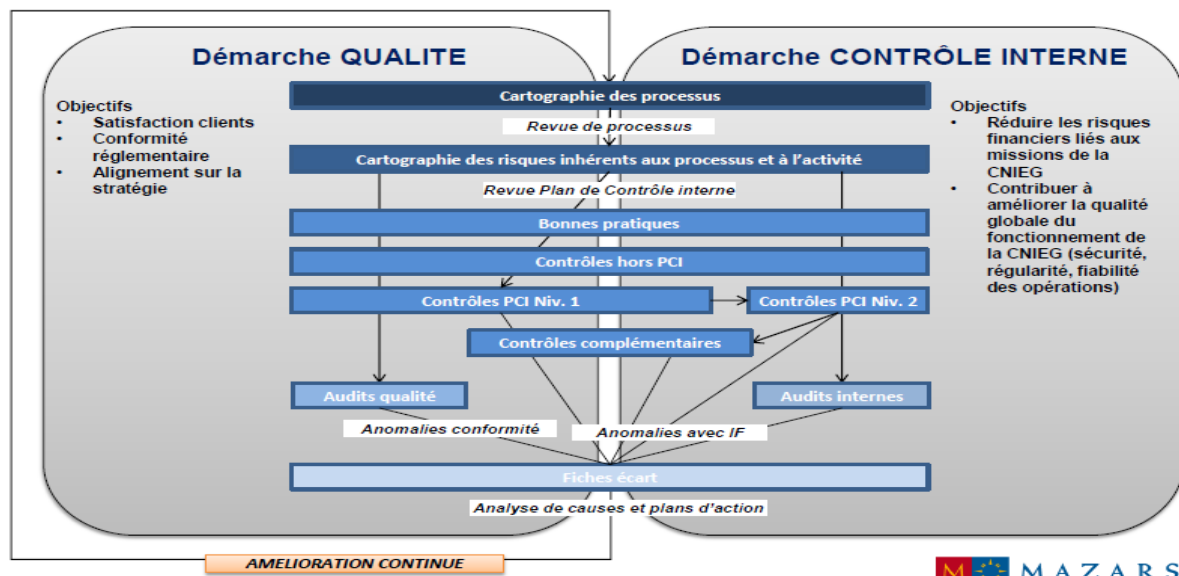 Démarche QUALITE
Démarche CONTRÔLE INTERNE
Objectifs
• Satisfaction clients
• Conformité
réglementaire
• Alignement sur la
stratégie
Cartographie des processus
Revue de processus
Cartographie des risques inhérents aux processus et à l'activité
Revue Plan de Contrôle interne
Bonnes pratiques
Contrôles hors PCI
Contrôles PCI Niv. 1
Contrôles PCI Niv. 2
Contrôles complémentaires
Audits qualité
Audits internes
Anomalies conformité
Anomalies avec IF
Fiches écart
Analyse de causes et plans d'action
Objectifs
• Réduire les risques
financiers liés aux
missions de la
CNIEG
• Contribuer à
améliorer la qualité
globale du
fonctionnement de
la CNIEG (sécurité,
régularité, fiabilité
des opérations)
AMELIORATION CONTINUE
M MAZARS